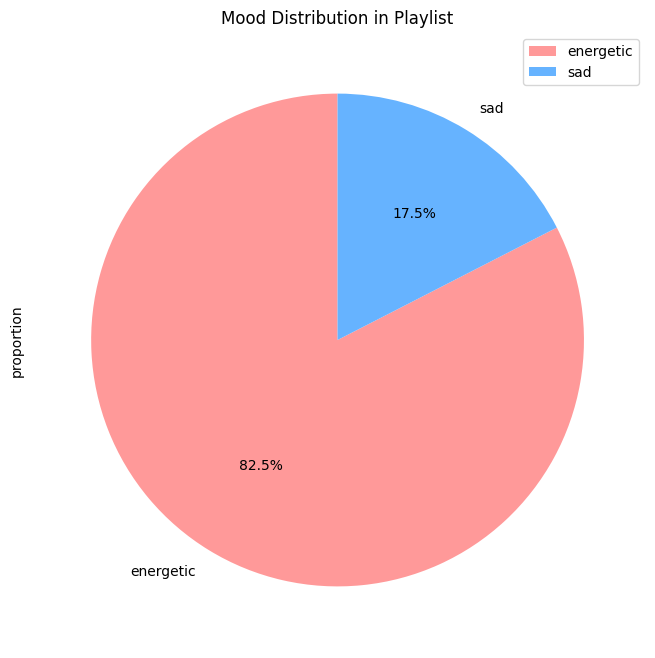 Mood Distribution in Playlist
energetic
sad
sad
17.5%
proportion
82.5%
energetic